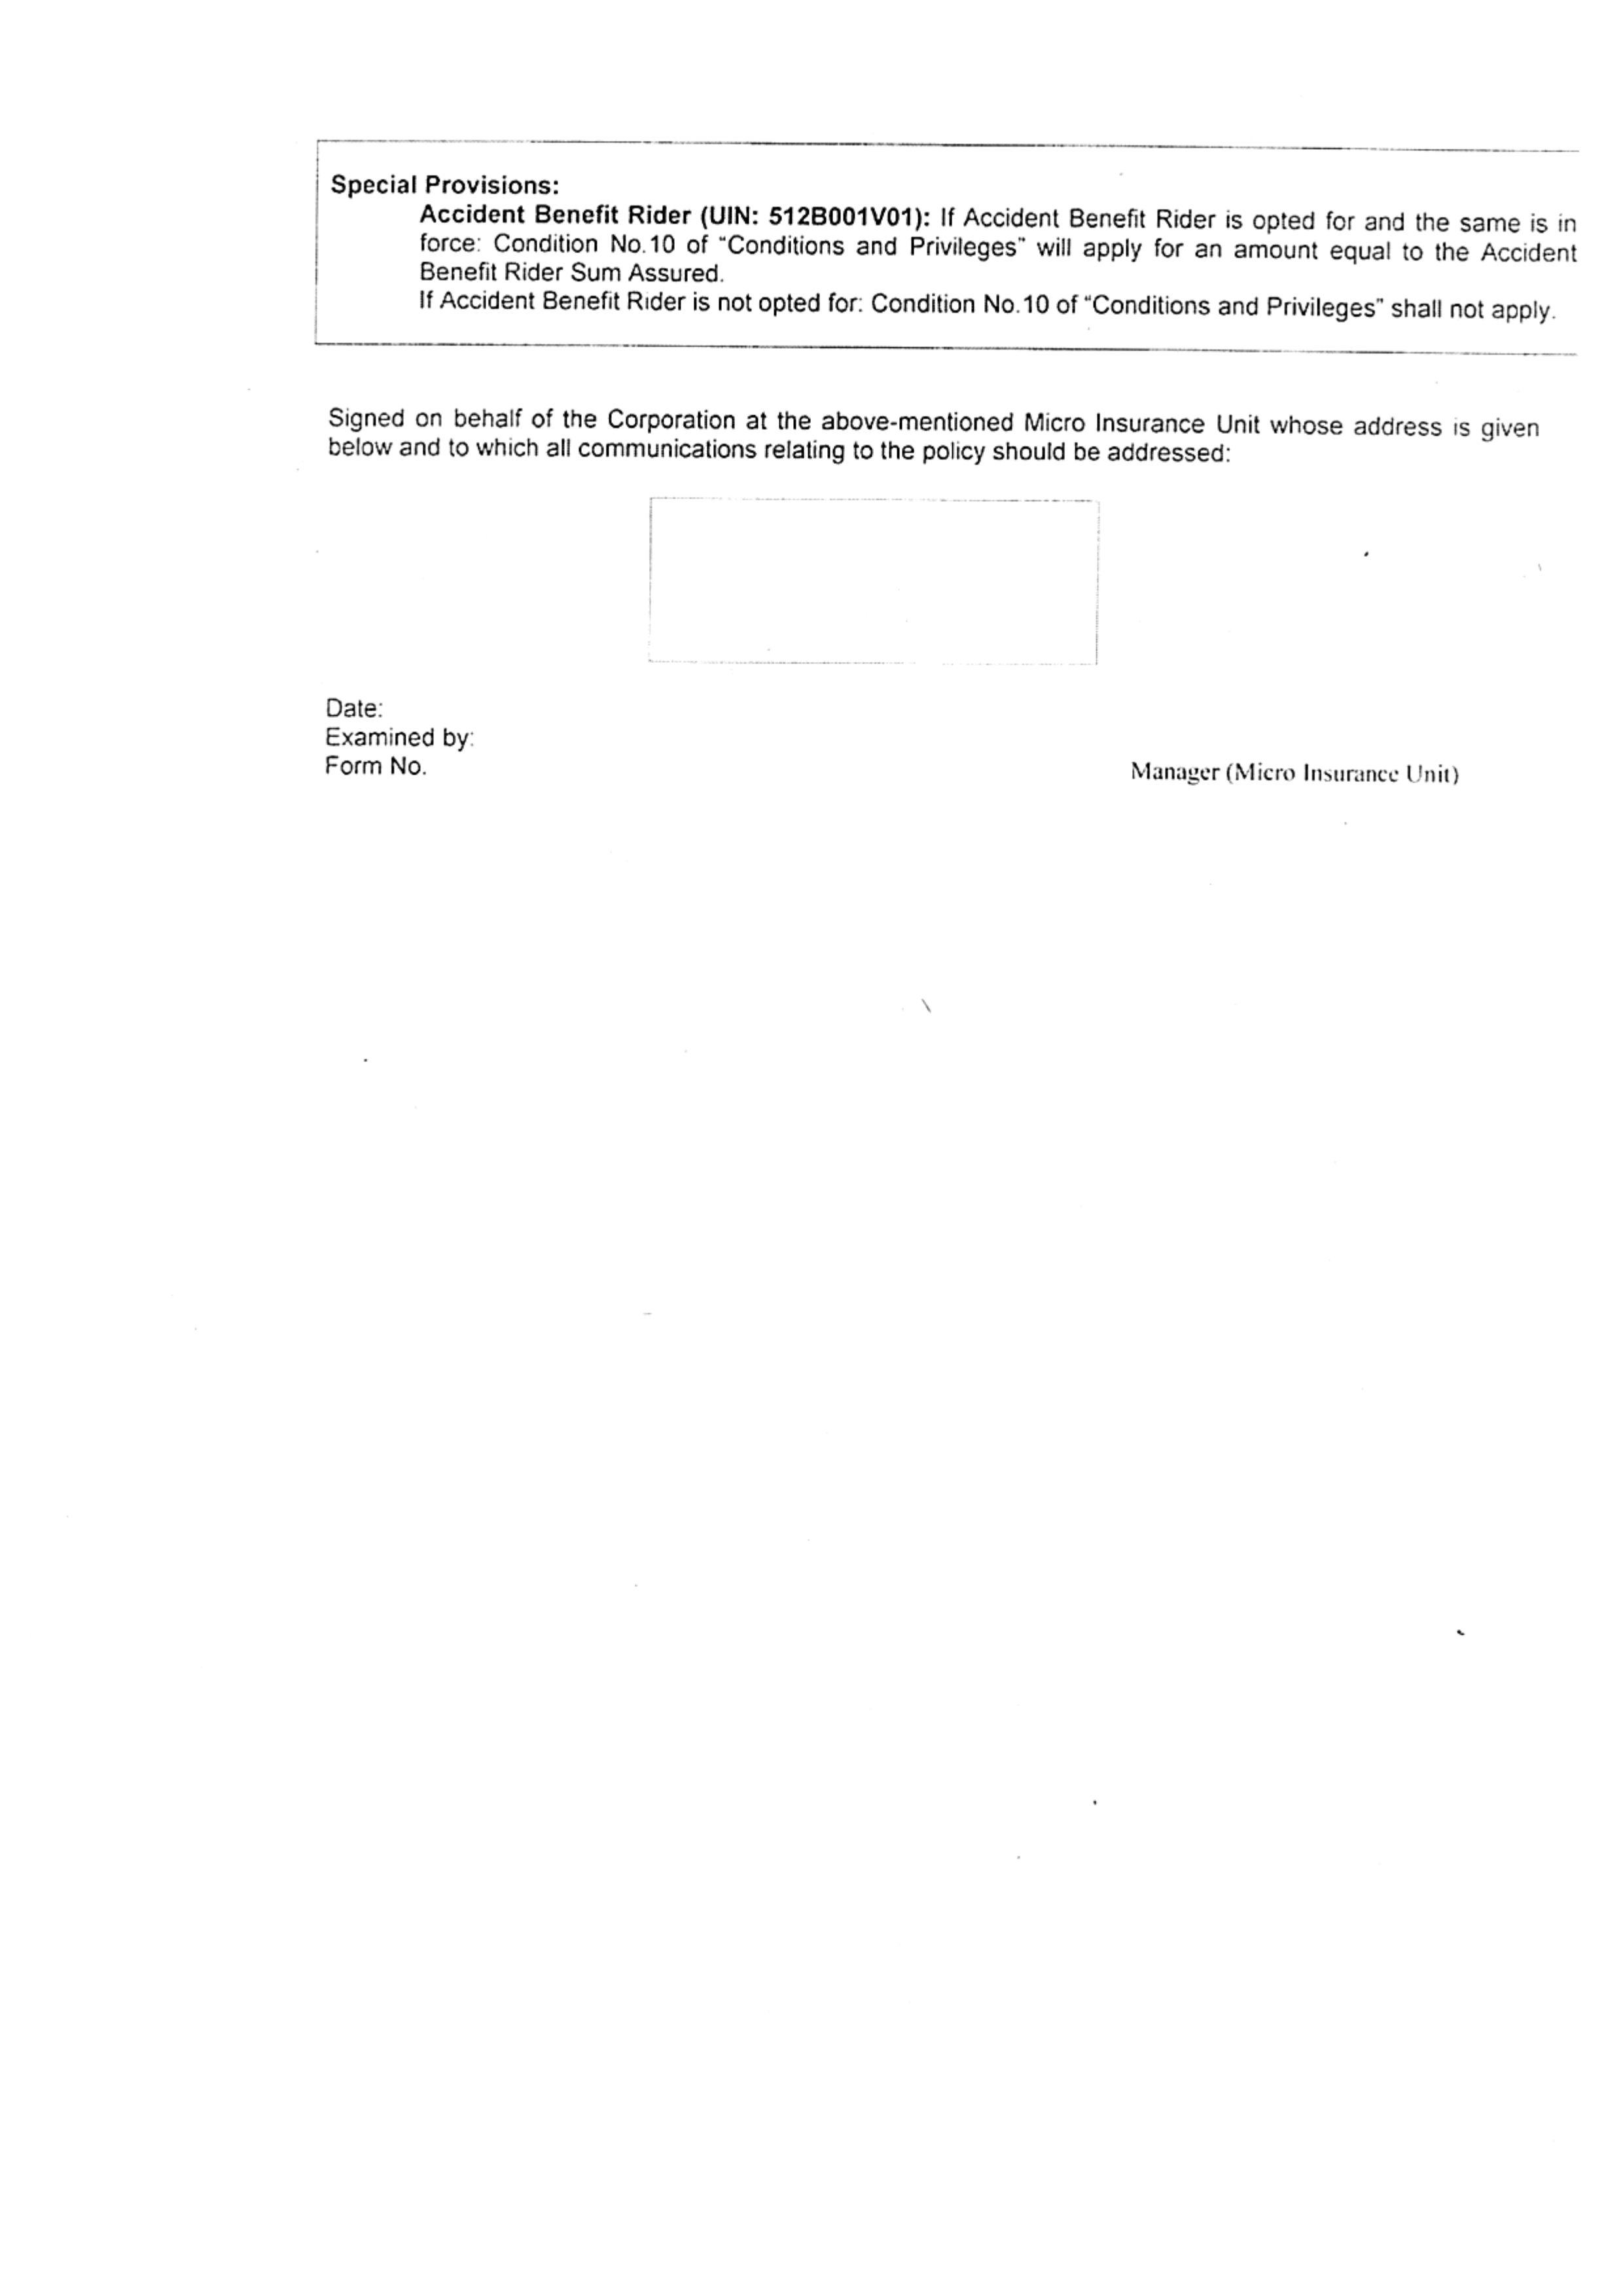 Special Provisions:
Accident Benefit Rider (UIN: 512B001V01): If Accident Benefit Rider is opted for and the same is in
force: Condition No.10 of “Conditions and Privileges” will apply for an amount equal to the Accident
Benefit Rider Sum Assured.
If Accident Benefit Rider is not opted for: Condition No.10 of “Conditions and Privileges” shall not apply.
Signed on behalf of the Corporation at the above-mentioned Micro Insurance Unit whose address is given
below and to which all communications relating to the policy should be addressed:
Date:
Examined by:
Form No.
Manager (Micro Insurance Unit)